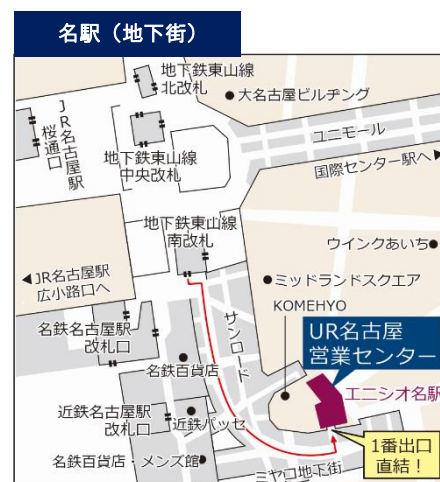 名駅（地下街）
地下鉄東山線
北改札
大名古屋ビルヂング
JR名古屋駅
桜通口
ユニモール
地下鉄東山線
中央改札
国際センター駅へ
地下鉄東山線
南改札
ウインクあいち
JR名古屋駅
広小路口へ
ミッドランドスクエア
サンロード
KOMEHYO
名鉄名古屋駅
改札口
UR名古屋
営業センター
名鉄百貨店
エニシオ名駅
近鉄名古屋駅
改札口
近鉄パッセ
1番出口
直結！
名鉄百貨店・メンズ館
ミヤコ地下街